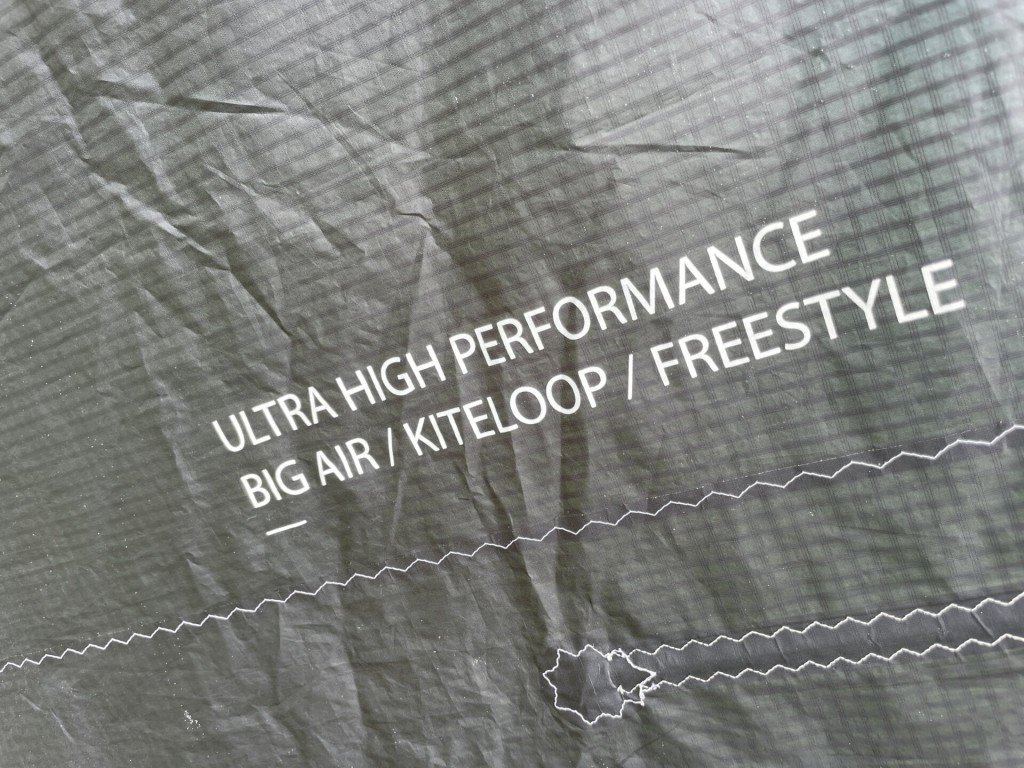 ULTRA HIGH PERFORMANCE
BIG AIR / KITELOOP / FREESTYLE